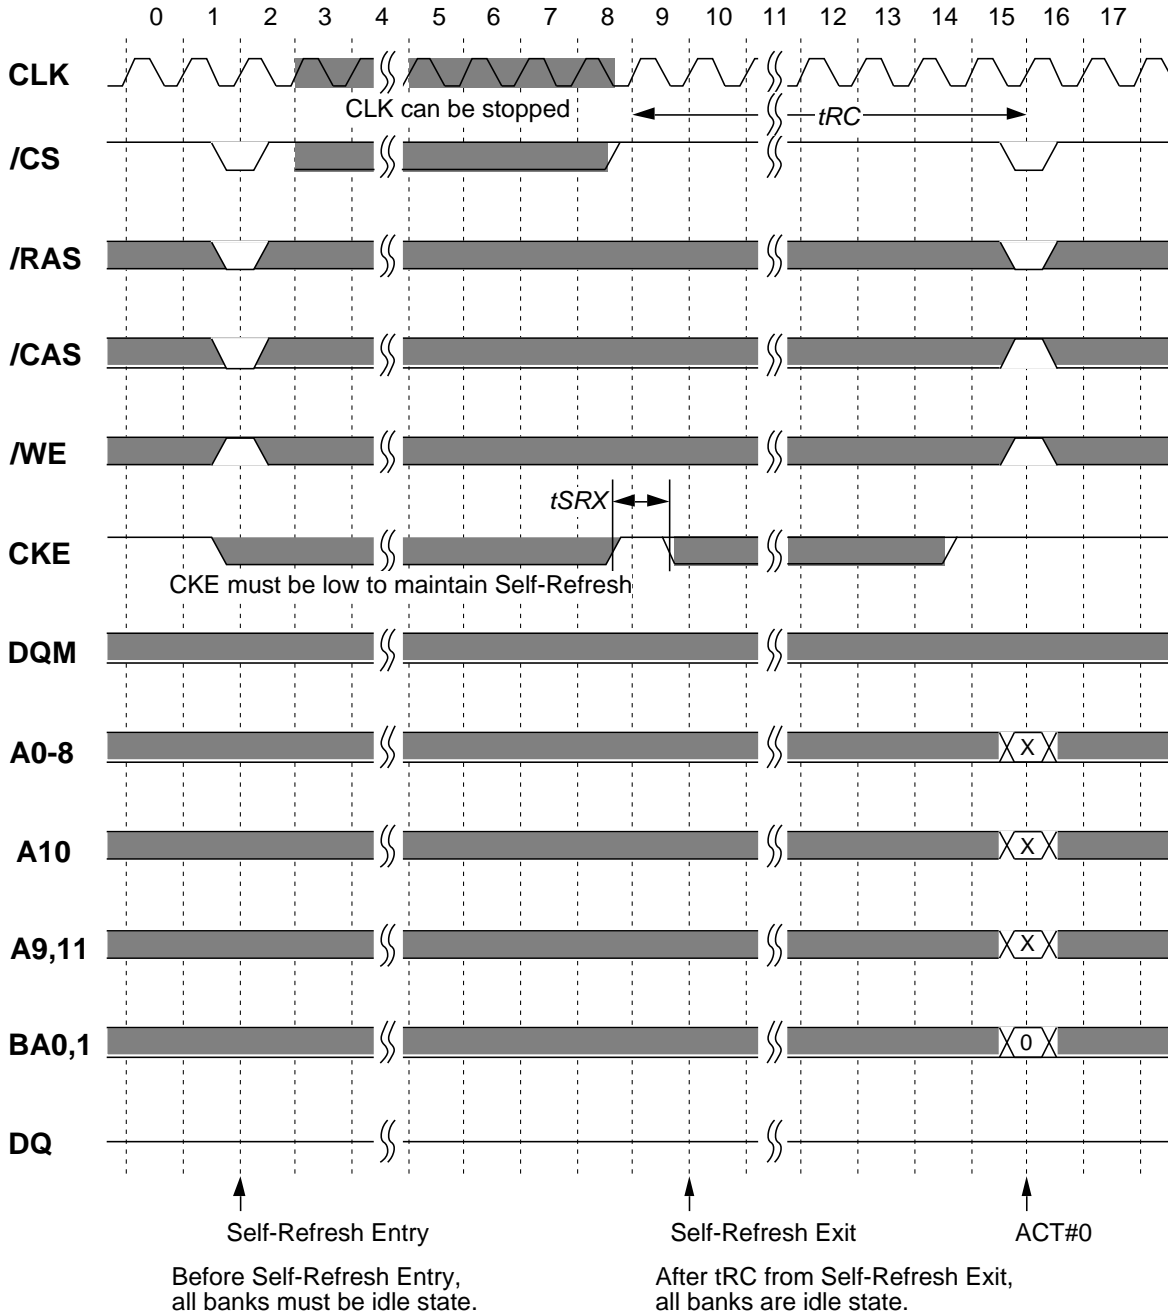 0 1 2 3 4 5 6 7 8 9 10 11 12 13 14 15 16 17
CLK
CLK can be stopped
tRC
/CS
/RAS
/CAS
/WE
tSRX
CKE
CKE must be low to maintain Self-Refresh
DQM
A0-8
X
A10
X
A9,11
X
BA0,1
0
DQ
Self-Refresh Entry
Self-Refresh Exit
ACT#0
Before Self-Refresh Entry,
all banks must be idle state.
After tRC from Self-Refresh Exit,
all banks are idle state.